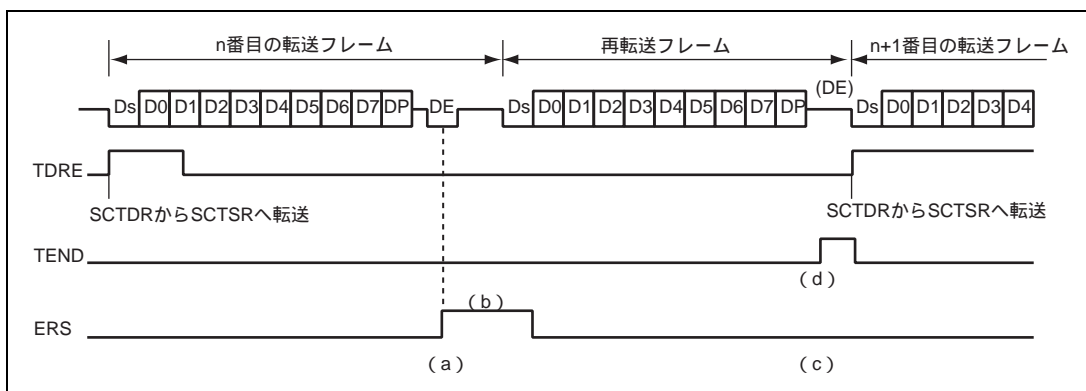 n番目の転送フレーム 再転送フレーム n+1番目の転送フレーム
(DE)
Ds D0 D1 D2 D3 D4 D5 D6 D7 DP DE Ds D0 D1 D2 D3 D4 D5 D6 D7 DP Ds D0 D1 D2 D3 D4
TDRE
SCTDRからSCTSRへ転送 SCTDRからSCTSRへ転送
TEND
(d)
(b)
ERS
(a) (c)